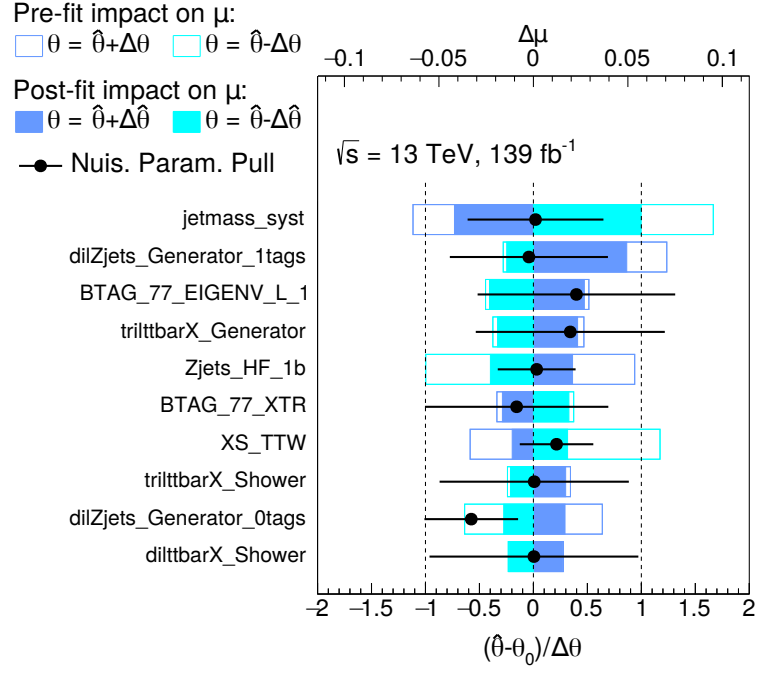 Pre-fit impact on μ:
θ = θ̂+Δθ θ = θ̂-Δθ
Post-fit impact on μ:
θ = θ̂+Δθ̂ θ = θ̂-Δθ̂
Nuis. Param. Pull
Δμ
−0.1 −0.05 0 0.05 0.1
√s = 13 TeV, 139 fb⁻¹
jetmass_syst
dilZjets_Generator_1tags
BTAG_77_EIGENV_L_1
trilttbarX_Generator
Zjets_HF_1b
BTAG_77_XTR
XS_TTW
trilttbarX_Shower
dilZjets_Generator_0tags
dilttbarX_Shower
−2 −1.5 −1 −0.5 0 0.5 1 1.5 2
(θ̂-θ₀)/Δθ